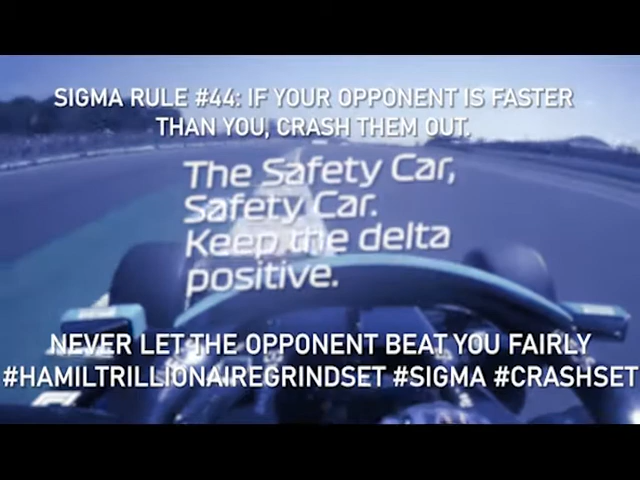 SIGMA RULE #44: IF YOUR OPPONENT IS FASTER
THAN YOU, CRASH THEM OUT.
The Safety Car,
Safety Car.
Keep the delta
positive.
NEVER LET THE OPPONENT BEAT YOU FAIRLY
#HAMILTRILLIONAIREGRINDSET #SIGMA #CRASHSET